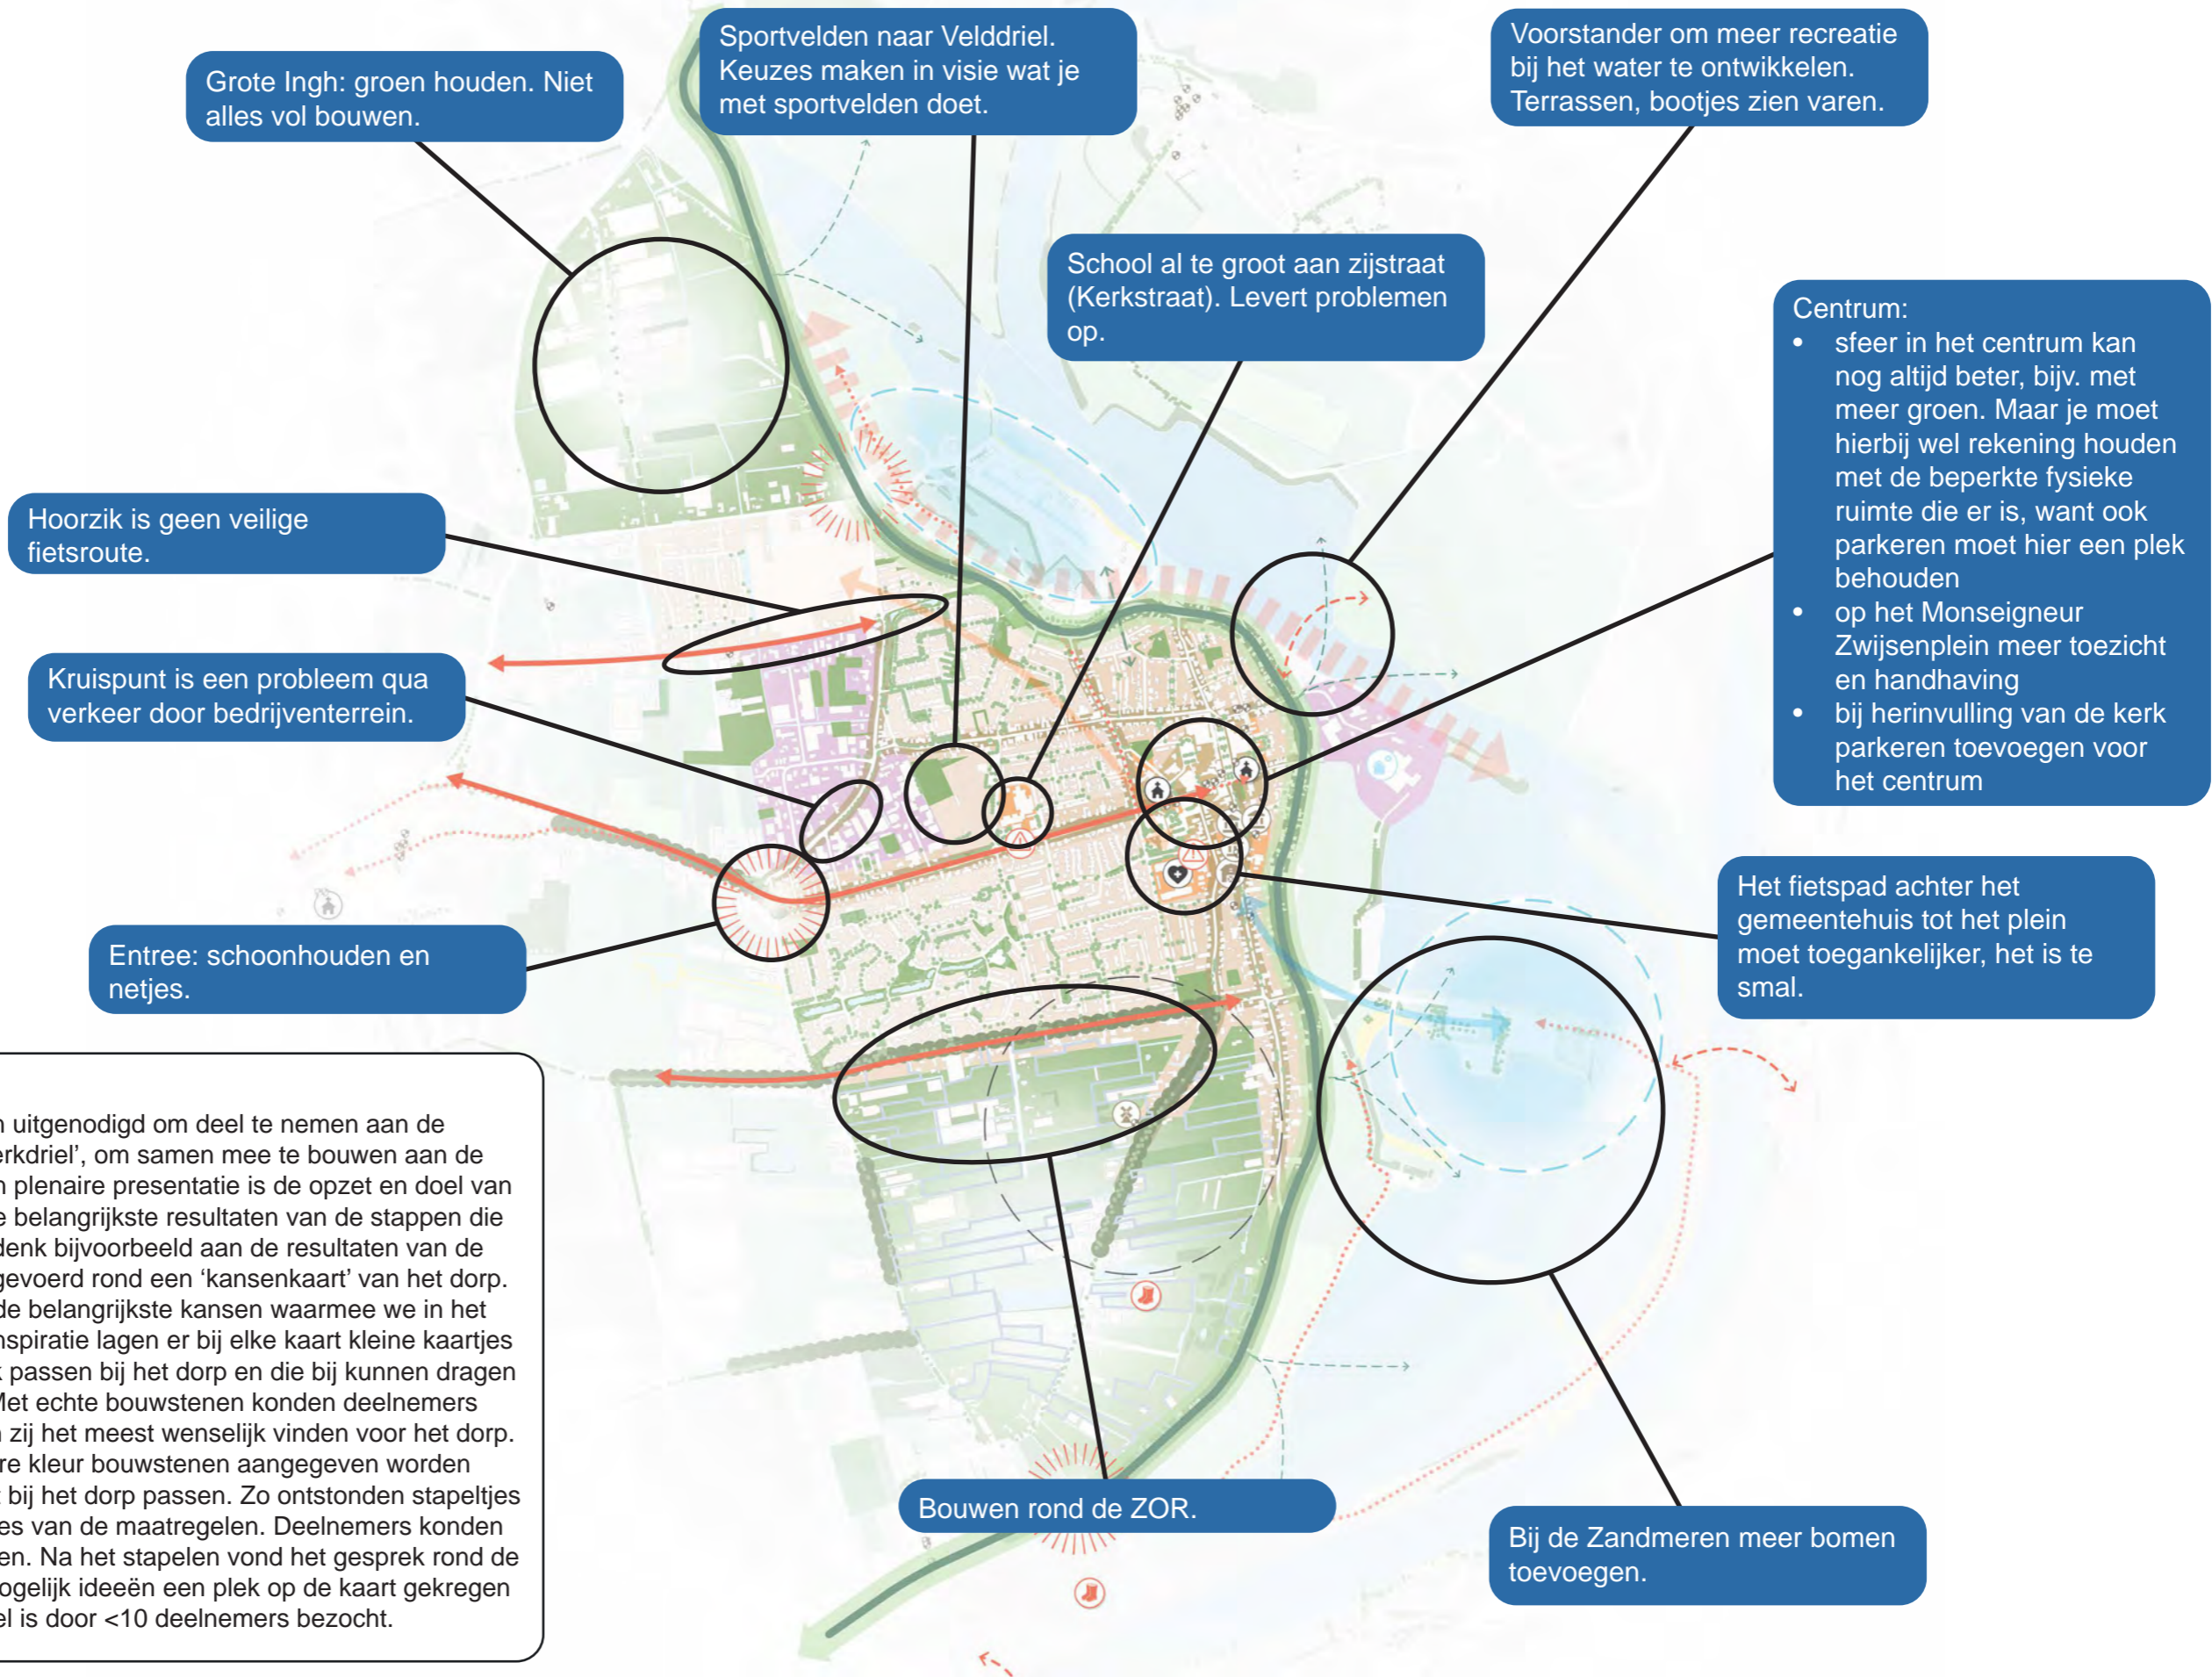 Grote Ingh: groen houden. Niet
alles vol bouwen.
Sportvelden naar Velddriel.
Keuzes maken in visie wat je
met sportvelden doet.
Voorstander om meer recreatie
bij het water te ontwikkelen.
Terrassen, bootjes zien varen.
School al te groot aan zijstraat
(Kerkstraat). Levert problemen
op.
Centrum:
• sfeer in het centrum kan
nog altijd beter, bijv. met
meer groen. Maar je moet
hierbij wel rekening houden
met de beperkte fysieke
ruimte die er is, want ook
parkeren moet hier een plek
behouden
• op het Monseigneur
Zwijsenplein meer toezicht
en handhaving
• bij herinvulling van de kerk
parkeren toevoegen voor
het centrum
Hoorzik is geen veilige
fietsroute.
Kruispunt is een probleem qua
verkeer door bedrijventerrein.
Entree: schoonhouden en
netjes.
Het fietspad achter het
gemeentehuis tot het plein
moet toegankelijker, het is te
smal.
n uitgenodigd om deel te nemen aan de
erkdriel’, om samen mee te bouwen aan de
n plenaire presentatie is de opzet en doel van
e belangrijkste resultaten van de stappen die
denk bijvoorbeeld aan de resultaten van de
gevoerd rond een ‘kansenkaart’ van het dorp.
de belangrijkste kansen waarmee we in het
nspiratie lagen er bij elke kaart kleine kaartjes
k passen bij het dorp en die bij kunnen dragen
Met echte bouwstenen konden deelnemers
n zij het meest wenselijk vinden voor het dorp.
re kleur bouwstenen aangegeven worden
t bij het dorp passen. Zo ontstonden stapeltjes
es van de maatregelen. Deelnemers konden
en. Na het stapelen vond het gesprek rond de
ogelijk ideeën een plek op de kaart gekregen
el is door <10 deelnemers bezocht.
Bouwen rond de ZOR.
Bij de Zandmeren meer bomen
toevoegen.